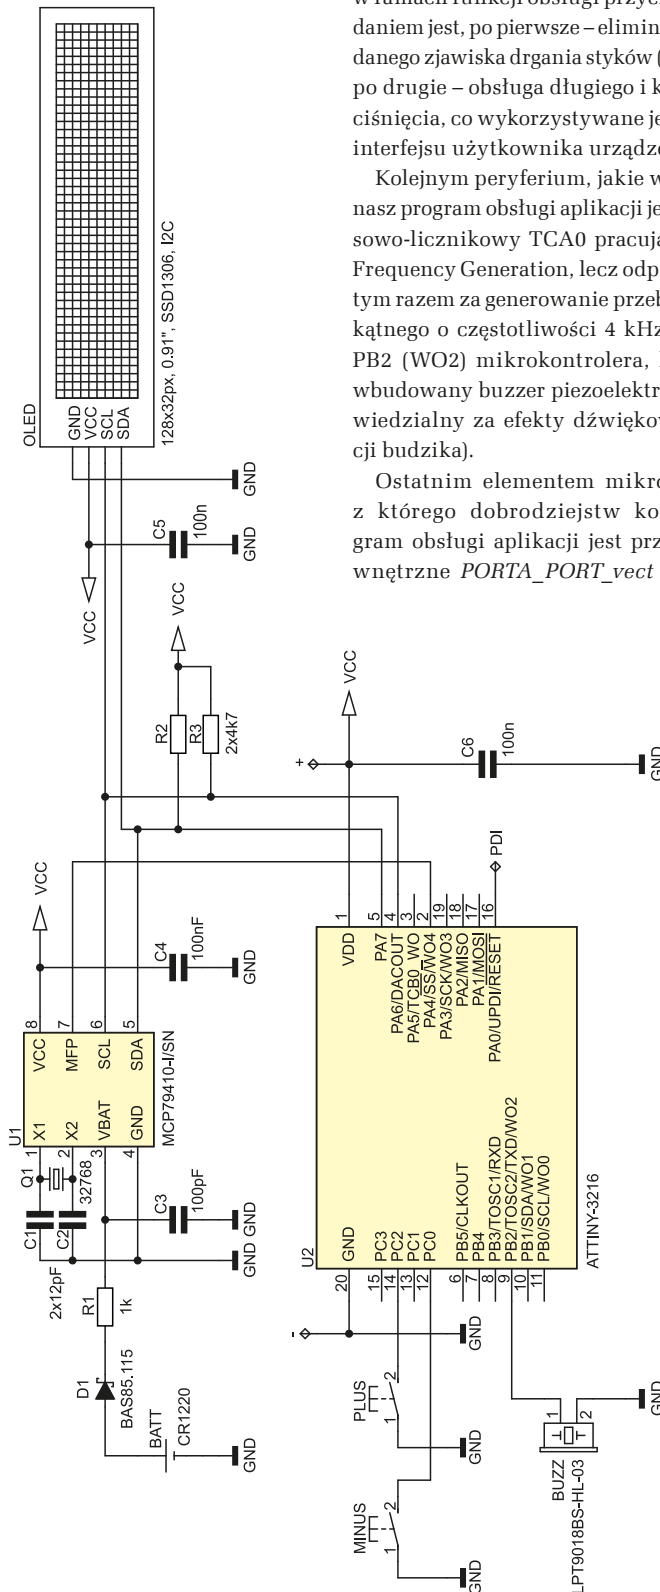 w ramach funkcji obsługi przyci
daniem jest, po pierwsze – elimin
danego zjawiska drgania styków (
po drugie – obsługa długiego i k
ciśnięcia, co wykorzystywane je
interfejsu użytkownika urządze
Kolejnym peryferium, jakie w
nasz program obsługi aplikacji je
sowo-licznikowy TCA0 pracują
Frequency Generation, lecz odp
tym razem za generowanie przeb
kątnego o częstotliwości 4 kHz
PB2 (WO2) mikrokontrolera,
wbudowany buzzer piezoelektr
wiedzialny za efekty dźwięków
cji budzika).
Ostatnim elementem mikro
z którego dobrodziejstw ko
gram obsługi aplikacji jest prz
wnętrzne PORTA_PORT_vect
OLED
GND
VCC
SCL
SDA
128x32px, 0.91", SSD1306, I2C
GND
C5
100n
GND
VCC
VCC
R2
R3
2x4k7
VCC
+
C6
100n
GND
VCC
C4
100nF
GND
PDI
U1
MCP79410-I/SN
X1
1
X2
2
VBAT
3
GND
4
VCC
8
MFP
7
SCL
6
SDA
5
Q1
32768
C1
C2
2x12pF
C3
100pF
GND
GND
R1
1k
D1
BAS85.115
BATT
CR1220
GND
U2
ATTINY-3216
VDD
1
PA7
5
PA6/DACOUT
4
PA5/TCB0_WO
3
PA4/SS/WO4
2
PA3/SCK/WO3
19
PA2/MISO
18
PA1/MOSI
17
PA0/UPDI/RESET
16
GND
20
PC3
15
PC2
14
PC1
13
PC0
12
PB5/CLKOUT
6
PB4
7
PB3/TOSC1/RXD
8
PB2/TOSC2/TXD/WO2
9
PB1/SDA/WO1
10
PB0/SCL/WO0
11
-
GND
PLUS
1
2
GND
MINUS
1
2
GND
BUZZ
LPT9018BS-HL-03
1
2
GND